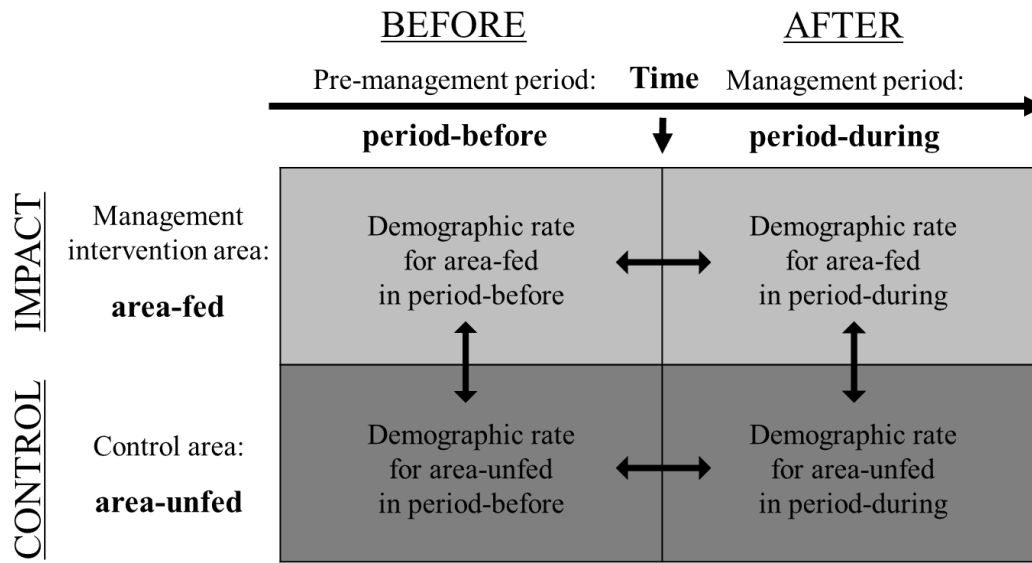 BEFORE
AFTER
Pre-management period:
Time
Management period:
period-before
period-during
IMPACT
Management
intervention area:
area-fed
Demographic rate
for area-fed
in period-before
Demographic rate
for area-fed
in period-during
CONTROL
Control area:
area-unfed
Demographic rate
for area-unfed
in period-before
Demographic rate
for area-unfed
in period-during